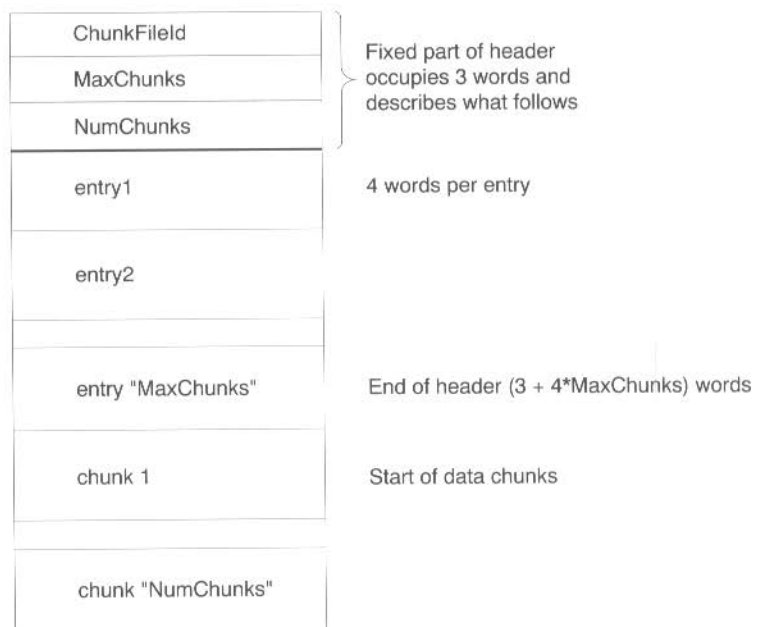 ChunkFileId
MaxChunks
NumChunks
Fixed part of header
occupies 3 words and
describes what follows
entry1
4 words per entry
entry2
entry "MaxChunks"
End of header (3 + 4*MaxChunks) words
chunk 1
Start of data chunks
chunk "NumChunks"